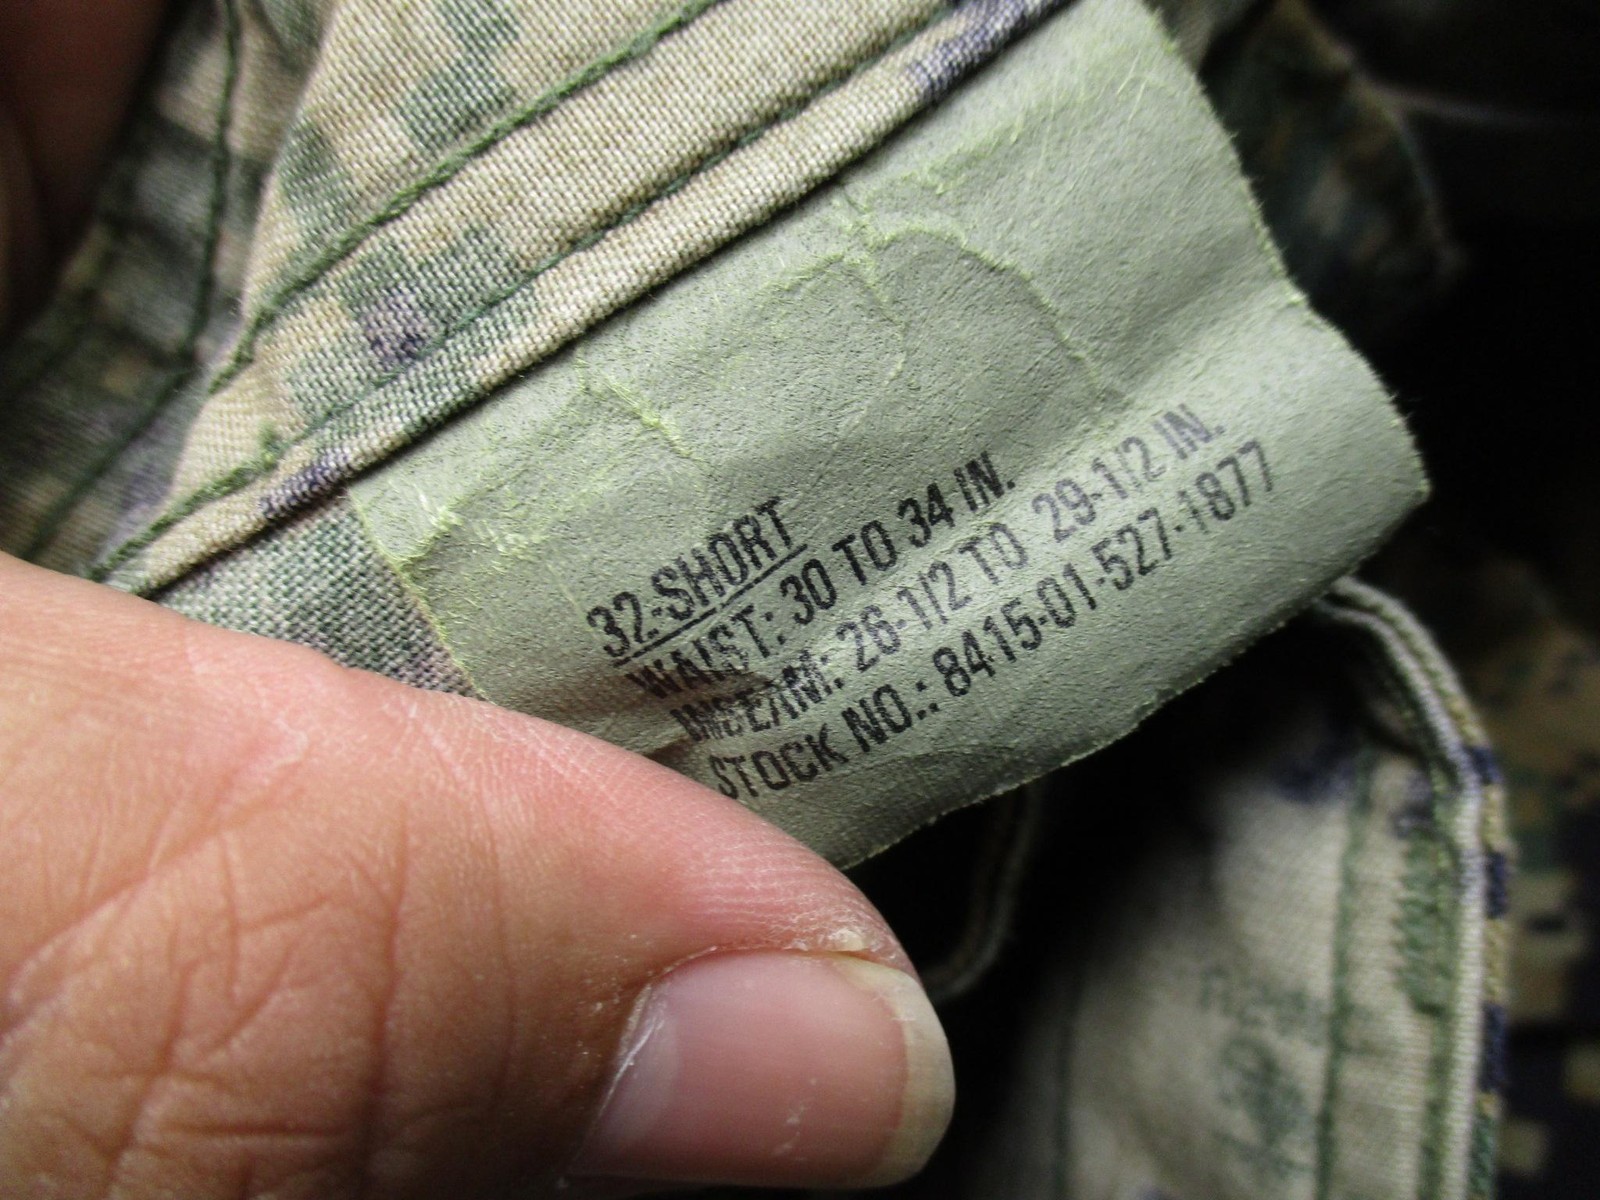 32-SHORT
WAIST: 30 TO 34 IN.
INSEAM: 26-1/2 TO 29-1/2 IN.
STOCK NO.: 8415-01-527-1877